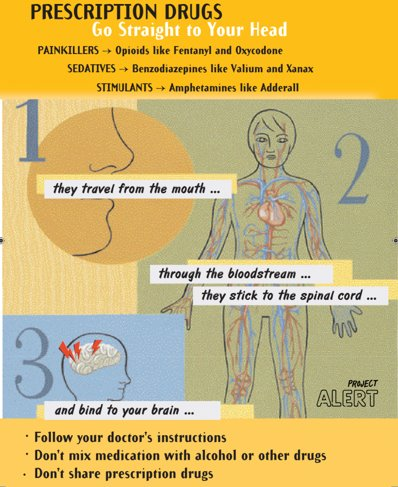 PRESCRIPTION DRUGS
Go Straight to Your Head
PAINKILLERS → Opioids like Fentanyl and Oxycodone
SEDATIVES → Benzodiazepines like Valium and Xanax
STIMULANTS → Amphetamines like Adderall
1
they travel from the mouth ...
2
through the bloodstream ...
they stick to the spinal cord ...
3
and bind to your brain ...
PROJECT
ALERT
· Follow your doctor's instructions
· Don't mix medication with alcohol or other drugs
· Don't share prescription drugs